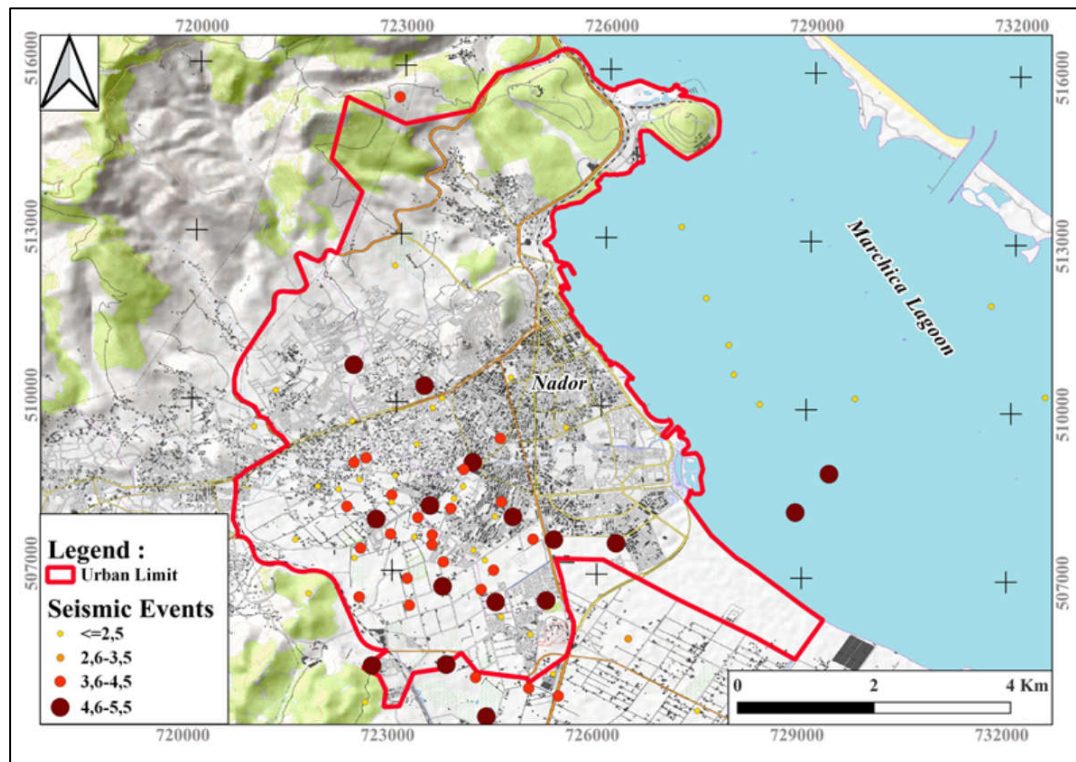 720000 723000 726000 729000 732000
516000 516000
513000 513000
Marchica Lagoon
Nador
510000 510000
507000 507000
Legend :
Urban Limit
Seismic Events
<=2,5
2,6-3,5
3,6-4,5
4,6-5,5
0 2 4 Km
720000 723000 726000 729000 732000